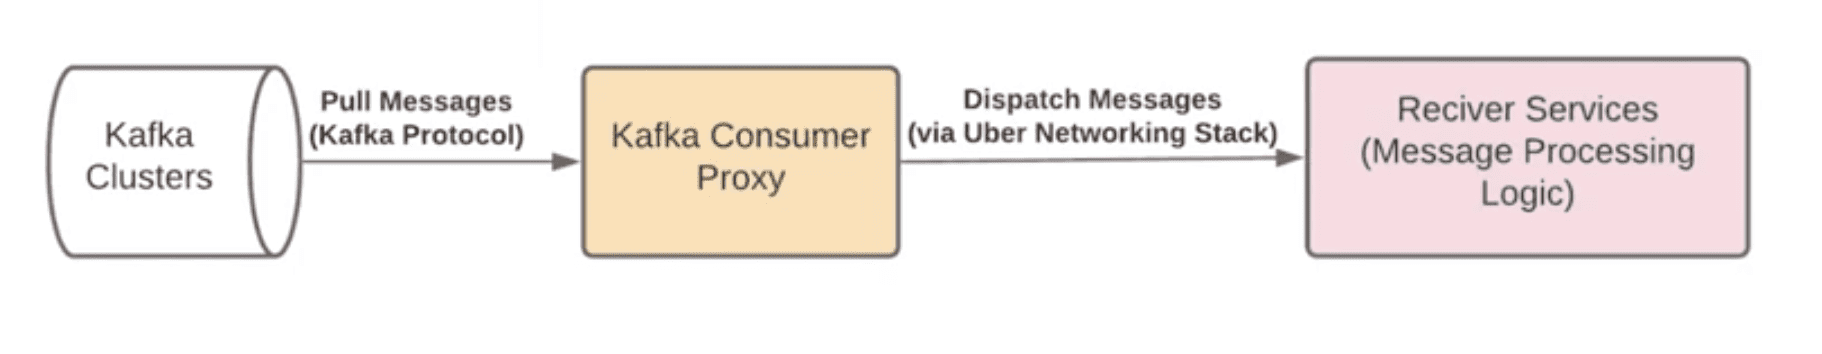 Kafka
Clusters
Pull Messages
(Kafka Protocol)
Kafka Consumer
Proxy
Dispatch Messages
(via Uber Networking Stack)
Reciver Services
(Message Processing
Logic)